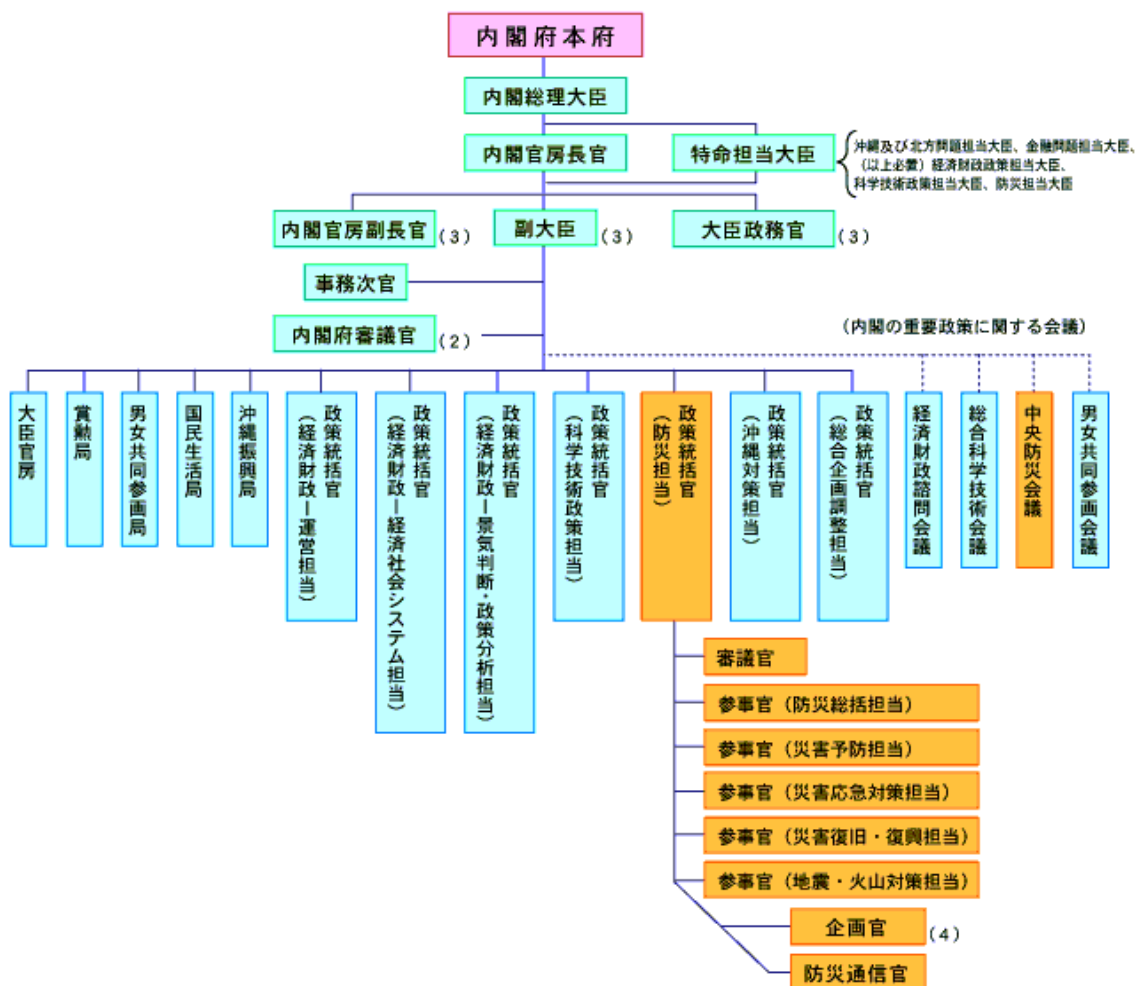 内閣府本府
内閣総理大臣
内閣官房長官
特命担当大臣
沖縄及び北方問題担当大臣、金融問題担当大臣、
（以上必置）経済財政政策担当大臣、
科学技術政策担当大臣、防災担当大臣
内閣官房副長官(3)
副大臣(3)
大臣政務官(3)
事務次官
内閣府審議官(2)
（内閣の重要政策に関する会議）
大臣官房
賞勲局
男女共同参画局
国民生活局
沖縄振興局
政策統括官
（経済財政ー運営担当）
政策統括官
（経済財政ー経済社会システム担当）
政策統括官
（経済財政ー景気判断・政策分析担当）
政策統括官
（科学技術政策担当）
政策統括官
（防災担当）
政策統括官
（沖縄対策担当）
政策統括官
（総合企画調整担当）
経済財政諮問会議
総合科学技術会議
中央防災会議
男女共同参画会議
審議官
参事官（防災総括担当）
参事官（災害予防担当）
参事官（災害応急対策担当）
参事官（災害復旧・復興担当）
参事官（地震・火山対策担当）
企画官(4)
防災通信官